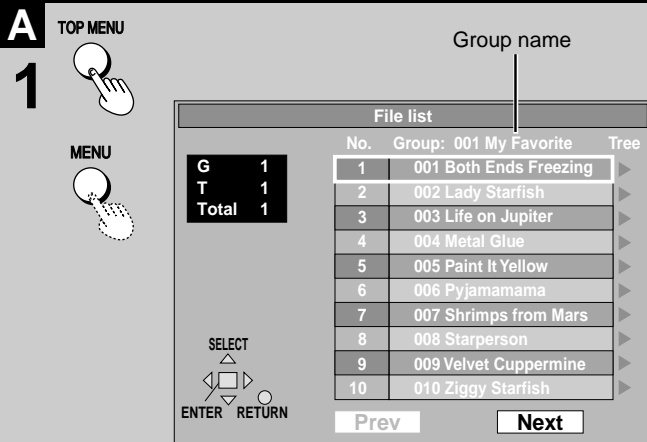 A
1
TOP MENU
MENU
Group name
File list
No. Group: 001 My Favorite Tree
G 1
T 1
Total 1
1 001 Both Ends Freezing
2 002 Lady Starfish
3 003 Life on Jupiter
4 004 Metal Glue
5 005 Paint It Yellow
6 006 Pyjamamama
7 007 Shrimps from Mars
8 008 Starperson
9 009 Velvet Cuppermine
10 010 Ziggy Starfish
SELECT
ENTER RETURN
Prev Next